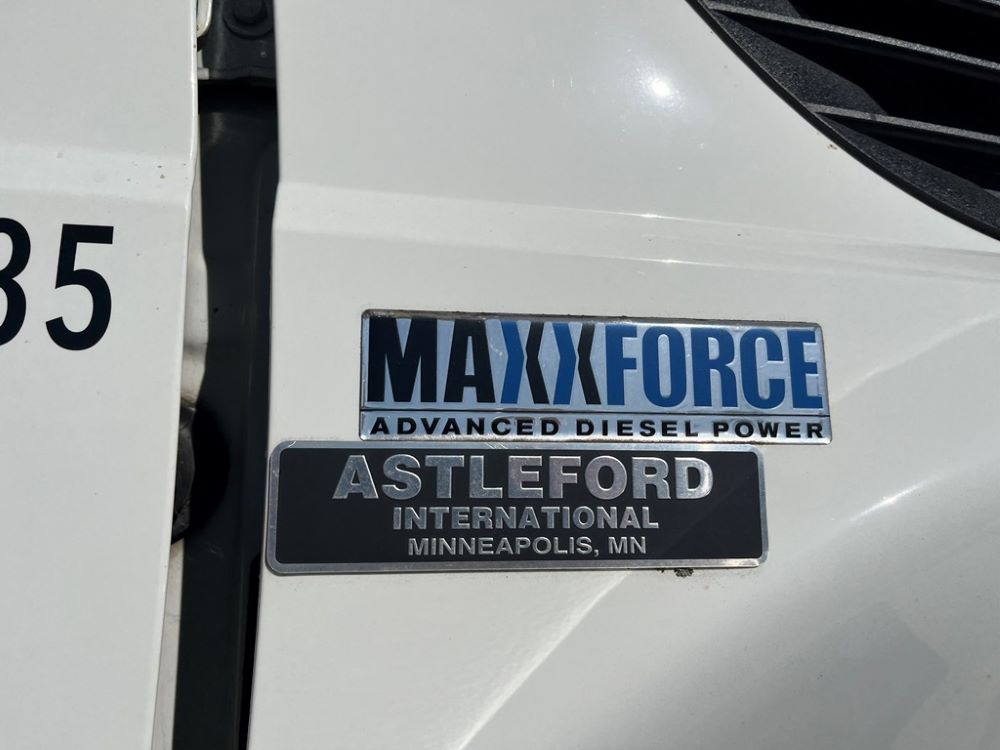 35
MAXXFORCE
ADVANCED DIESEL POWER
ASTLEFORD
INTERNATIONAL
MINNEAPOLIS, MN